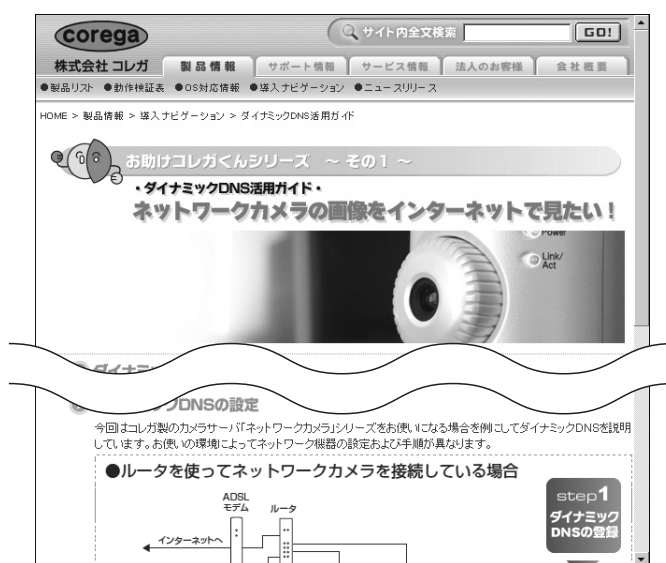 corega
サイト内全文検索
GO!
株式会社 コレガ
製品情報
サポート情報
サービス情報
法人のお客様
会社概要
●製品リスト ●動作検証表 ●OS対応情報 ●導入ナビゲーション ●ニュースリリース
HOME > 製品情報 > 導入ナビゲーション > ダイナミックDNS活用ガイド
お助けコレガくんシリーズ ～ その1 ～
・ダイナミックDNS活用ガイド・
ネットワークカメラの画像をインターネットで見たい！
Power
Link/
Act
DNSの設定
今回はコレガ製のカメラサーバ「ネットワークカメラ」シリーズをお使いになる場合を例にしてダイナミックDNSを説明
しています。お使いの環境によってネットワーク機器の設定および手順が異なります。
●ルータを使ってネットワークカメラを接続している場合
ADSL
モデム
ルータ
インターネットへ
step1
ダイナミック
DNSの登録